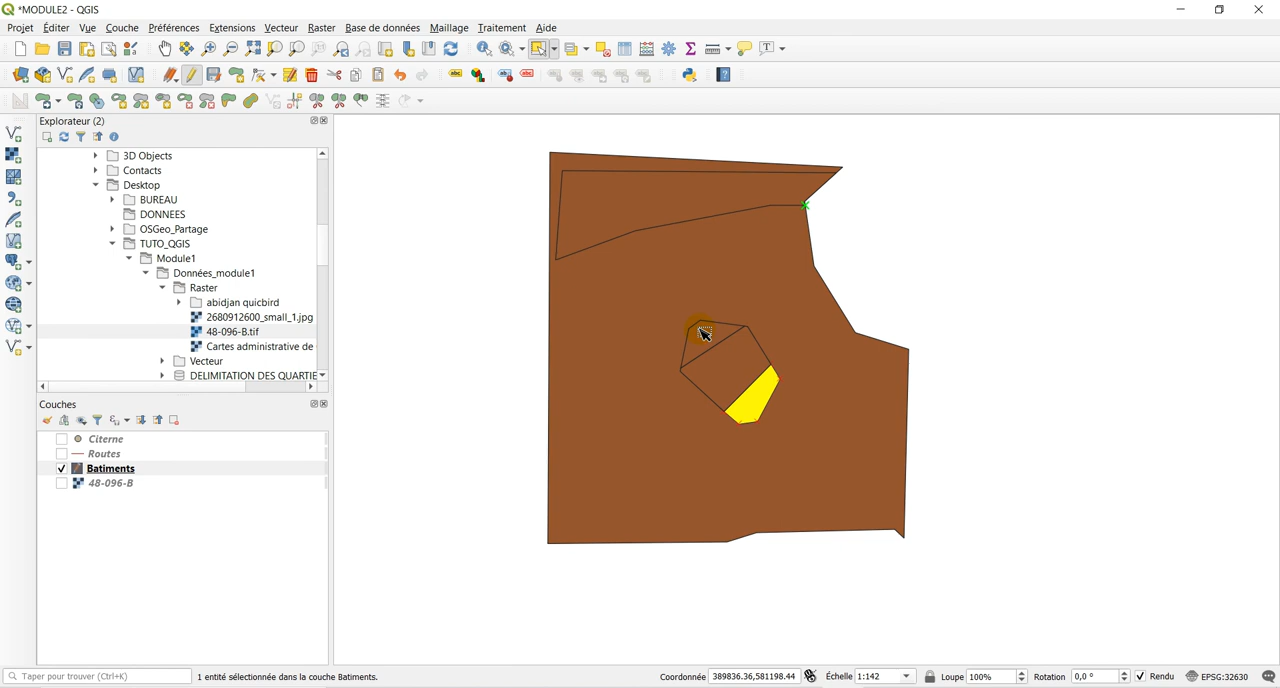 *MODULE2 - QGIS
Projet Éditer Vue Couche Préférences Extensions Vecteur Raster Base de données Maillage Traitement Aide
Explorateur (2)
3D Objects
Contacts
Desktop
BUREAU
DONNEES
OSGeo_Partage
TUTO_QGIS
Module1
Données_module1
Raster
abidjan quicbird
2680912600_small_1.jpg
48-096-B.tif
Cartes administrative de
Vecteur
DELIMITATION DES QUARTIE
Couches
Citerne
Routes
Batiments
48-096-B
Taper pour trouver (Ctrl+K) 1 entité sélectionnée dans la couche Batiments. Coordonnée 389836.36,581198.44 Échelle 1:142 Loupe 100% Rotation 0,0 ° Rendu EPSG:32630